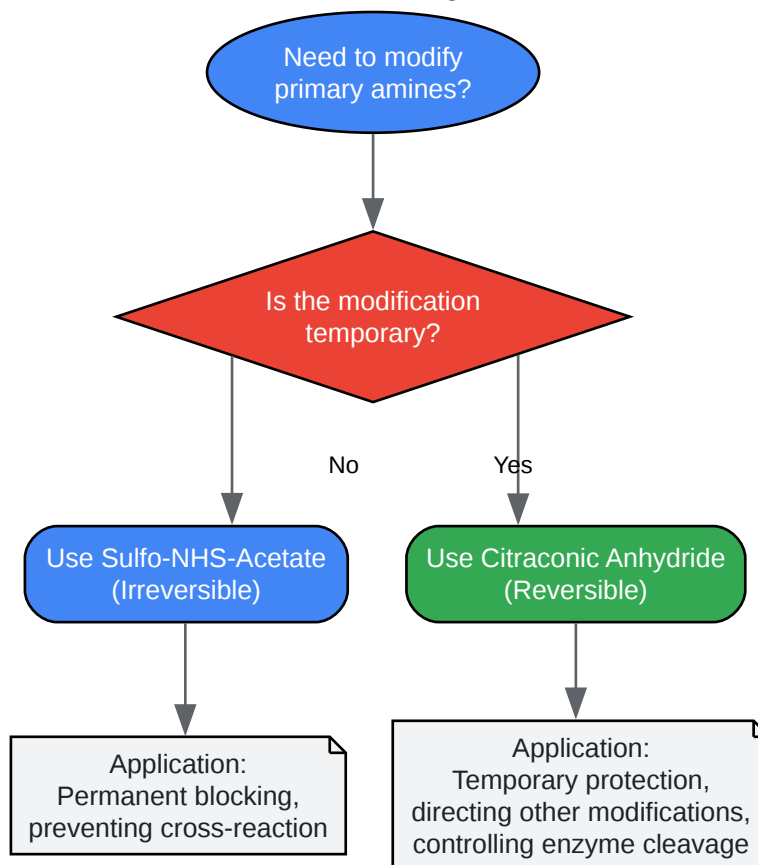 Need to modify
primary amines?
Is the modification
temporary?
No
Yes
Use Sulfo-NHS-Acetate
(Irreversible)
Use Citraconic Anhydride
(Reversible)
Application:
Permanent blocking,
preventing cross-reaction
Application:
Temporary protection,
directing other modifications,
controlling enzyme cleavage